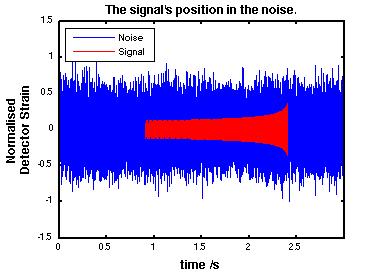 The signal's position in the noise.
Noise
Signal
Normalised
Detector Strain
1.5
1
0.5
0
-0.5
-1
-1.5
0
0.5
1
1.5
2
2.5
time /s